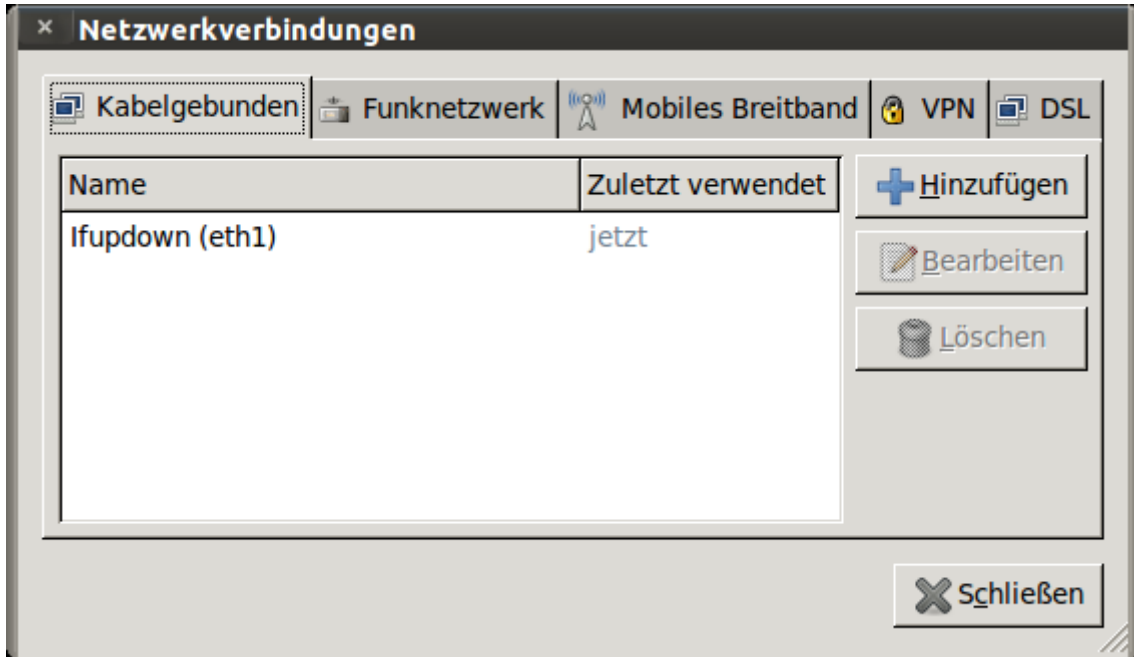 Netzwerkverbindungen
Kabelgebunden Funknetzwerk Mobiles Breitband VPN DSL
Name Zuletzt verwendet
Ifupdown (eth1) jetzt
Hinzufügen
Bearbeiten
Löschen
Schließen